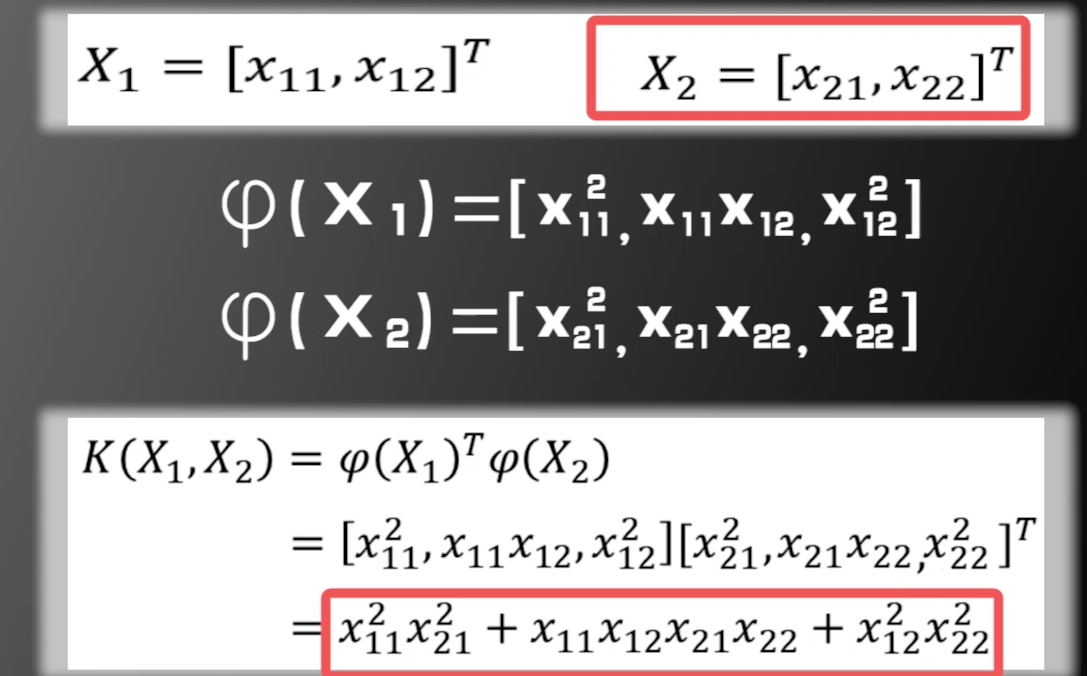 X₁ = [x₁₁, x₁₂]ᵀ X₂ = [x₂₁, x₂₂]ᵀ
φ(X₁)=[x₁₁², x₁₁x₁₂, x₁₂²]
φ(X₂)=[x₂₁², x₂₁x₂₂, x₂₂²]
K(X₁, X₂) = φ(X₁)ᵀφ(X₂)
= [x₁₁², x₁₁x₁₂, x₁₂²][x₂₁², x₂₁x₂₂, x₂₂²]ᵀ
= x₁₁²x₂₁² + x₁₁x₁₂x₂₁x₂₂ + x₁₂²x₂₂²